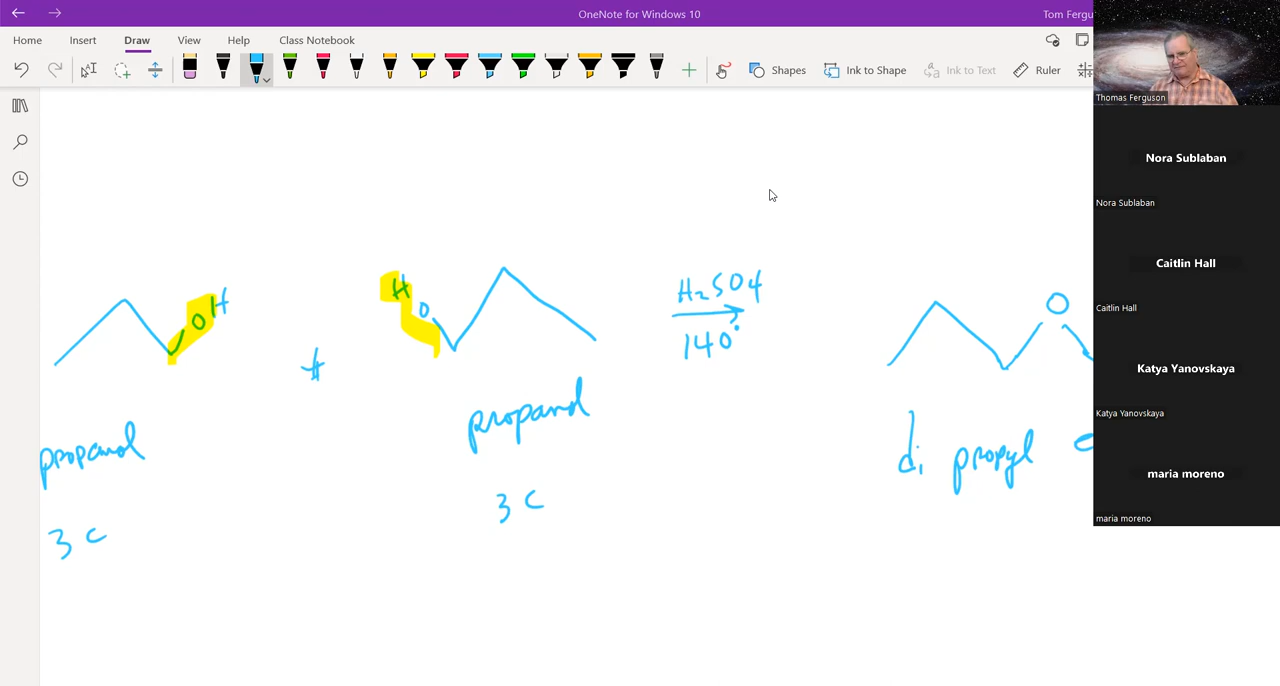 OneNote for Windows 10
Tom Fergu
Home Insert Draw View Help Class Notebook
Shapes Ink to Shape Ink to Text Ruler
Thomas Ferguson
Nora Sublaban
Nora Sublaban
Caitlin Hall
Caitlin Hall
Katya Yanovskaya
Katya Yanovskaya
maria moreno
maria moreno
OH + HO H2SO4 O
140°
propanol propanol di propyl e
3 C 3 C